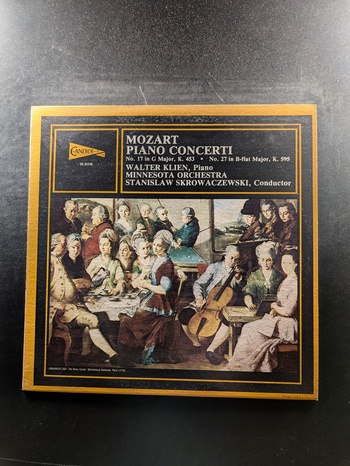 CANDIDE
MOZART
PIANO CONCERTI
No. 17 in G Major, K. 453 • No. 27 in B-flat Major, K. 595
WALTER KLIEN, Piano
MINNESOTA ORCHESTRA
STANISLAW SKROWACZEWSKI, Conductor